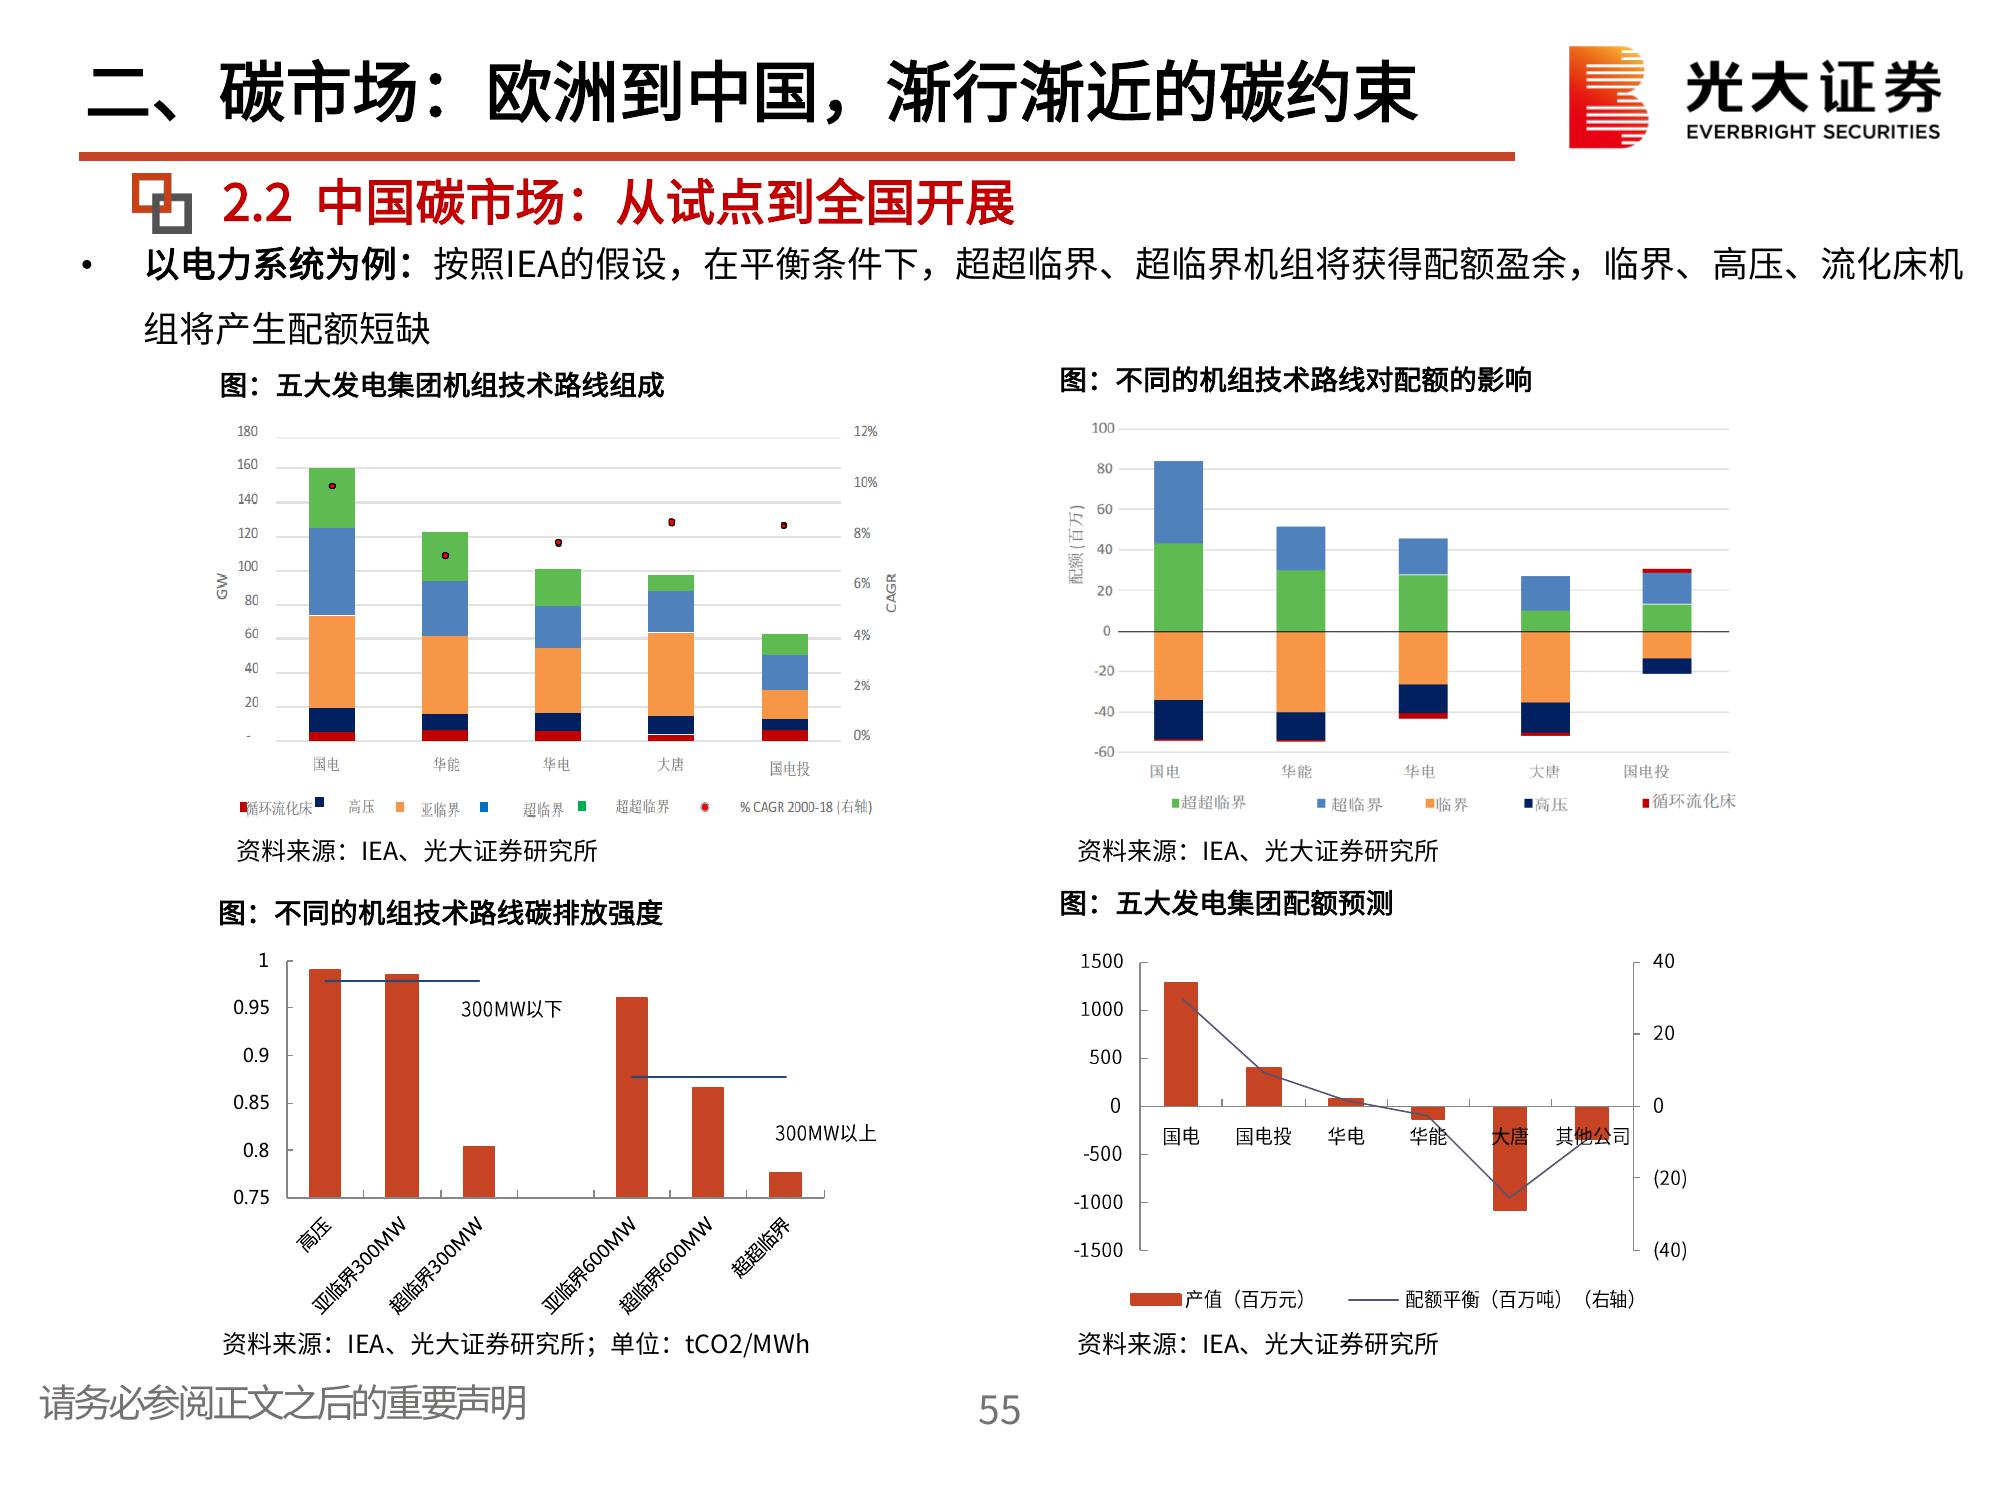 二、碳市场：欧洲到中国，渐行渐近的碳约束
光大证券
EVERBRIGHT SECURITIES
2.2 中国碳市场：从试点到全国开展
• 以电力系统为例：按照IEA的假设，在平衡条件下，超超临界、超临界机组将获得配额盈余，临界、高压、流化床机
组将产生配额短缺
图：五大发电集团机组技术路线组成
180
160
140
120
100
80
60
40
20
-
GW
12%
10%
8%
6%
4%
2%
0%
CAGR
国电 华能 华电 大唐 国电投
循环流化床 高压 亚临界 超临界 超超临界 % CAGR 2000-18 (右轴)
资料来源：IEA、光大证券研究所
图：不同的机组技术路线对配额的影响
100
80
60
40
20
0
-20
-40
-60
配额 (百万)
国电 华能 华电 大唐 国电投
超超临界 超临界 临界 高压 循环流化床
资料来源：IEA、光大证券研究所
图：不同的机组技术路线碳排放强度
1
0.95
0.9
0.85
0.8
0.75
300MW以下
300MW以上
高压 亚临界300MW 超临界300MW 亚临界600MW 超临界600MW 超超临界
资料来源：IEA、光大证券研究所；单位：tCO2/MWh
图：五大发电集团配额预测
1500
1000
500
0
-500
-1000
-1500
40
20
0
(20)
(40)
国电 国电投 华电 华能 大唐 其他公司
产值（百万元） 配额平衡（百万吨）（右轴）
资料来源：IEA、光大证券研究所
请务必参阅正文之后的重要声明
55